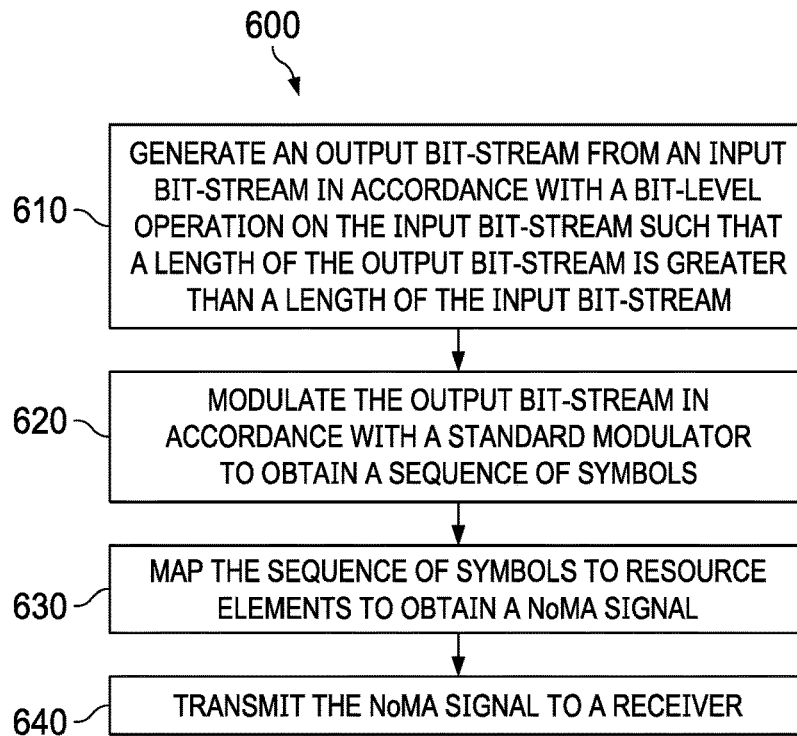 600
610
GENERATE AN OUTPUT BIT-STREAM FROM AN INPUT
BIT-STREAM IN ACCORDANCE WITH A BIT-LEVEL
OPERATION ON THE INPUT BIT-STREAM SUCH THAT
A LENGTH OF THE OUTPUT BIT-STREAM IS GREATER
THAN A LENGTH OF THE INPUT BIT-STREAM
620
MODULATE THE OUTPUT BIT-STREAM IN
ACCORDANCE WITH A STANDARD MODULATOR
TO OBTAIN A SEQUENCE OF SYMBOLS
630
MAP THE SEQUENCE OF SYMBOLS TO RESOURCE
ELEMENTS TO OBTAIN A NoMA SIGNAL
640
TRANSMIT THE NoMA SIGNAL TO A RECEIVER